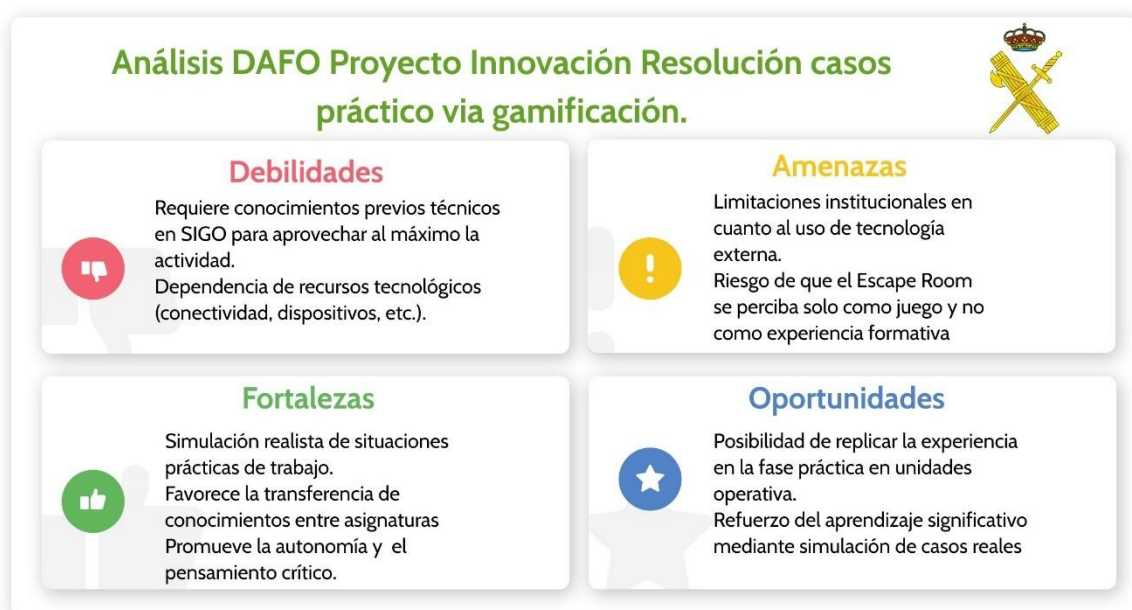 Análisis DAFO Proyecto Innovación Resolución casos
práctico via gamificación.
Debilidades
Requiere conocimientos previos técnicos
en SIGO para aprovechar al máximo la
actividad.
Dependencia de recursos tecnológicos
(conectividad, dispositivos, etc.).
Amenazas
Limitaciones institucionales en
cuanto al uso de tecnología
externa.
Riesgo de que el Escape Room
se perciba solo como juego y no
como experiencia formativa
Fortalezas
Simulación realista de situaciones
prácticas de trabajo.
Favorece la transferencia de
conocimientos entre asignaturas
Promueve la autonomía y el
pensamiento crítico.
Oportunidades
Posibilidad de replicar la experiencia
en la fase práctica en unidades
operativa.
Refuerzo del aprendizaje significativo
mediante simulación de casos reales